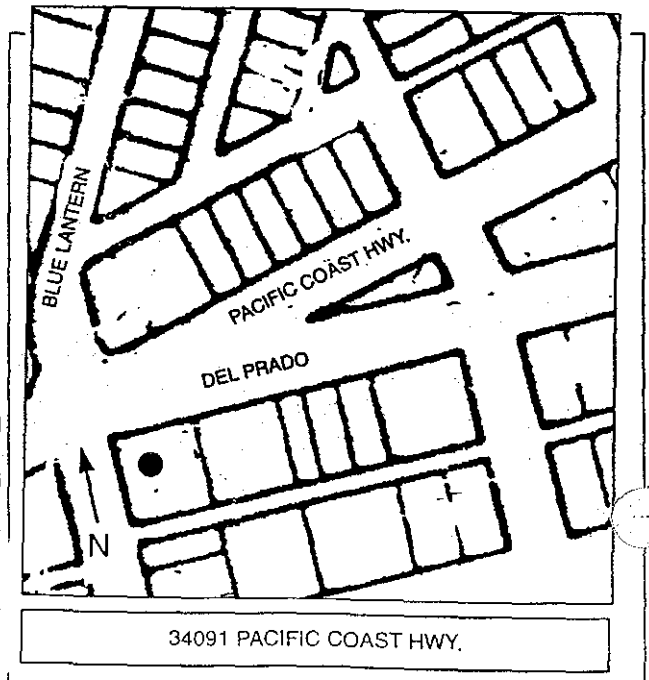 BLUE LANTERN
PACIFIC COAST HWY.
DEL PRADO
N
34091 PACIFIC COAST HWY.